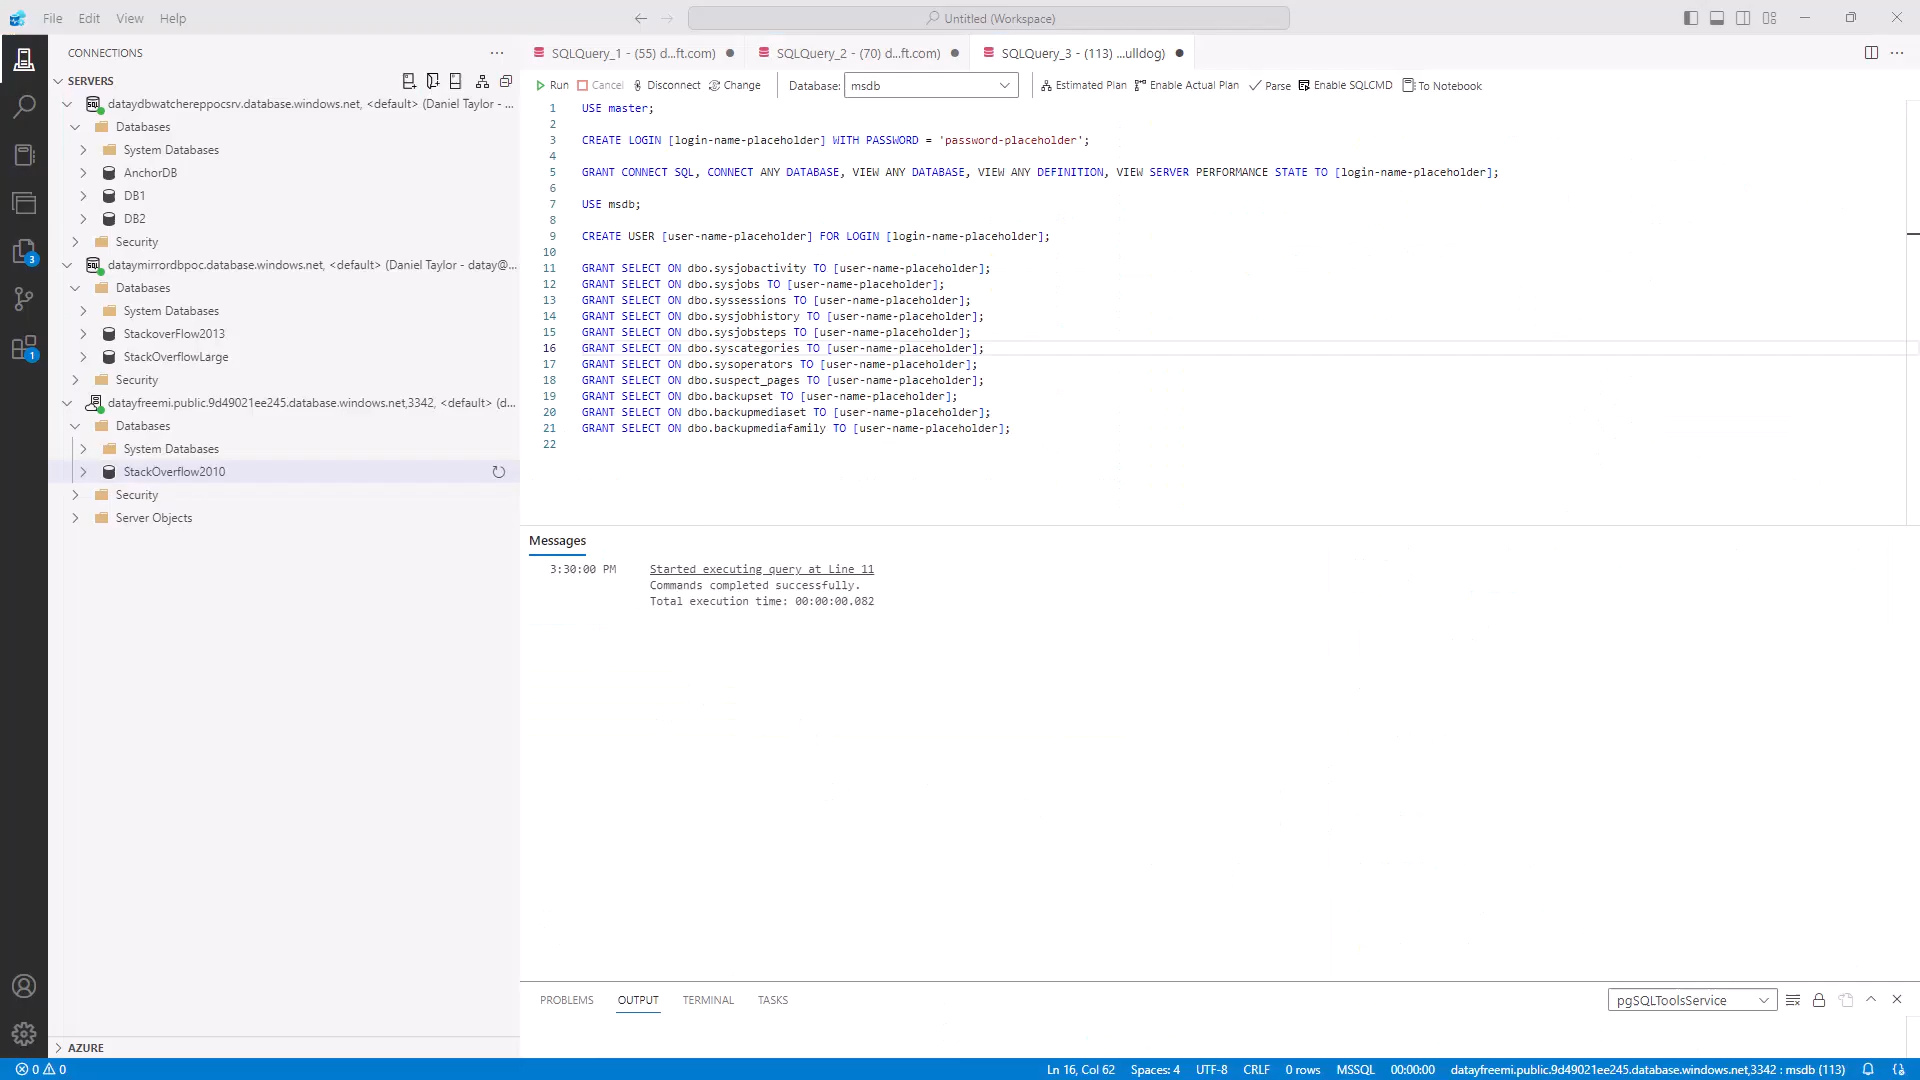 File Edit View Help
Untitled (Workspace)
CONNECTIONS
SERVERS
dataydbwatchereppocsrv.database.windows.net, <default> (Daniel Taylor - ...
Databases
System Databases
AnchorDB
DB1
DB2
Security
dataymirrordbpoc.database.windows.net, <default> (Daniel Taylor - datay@...
Databases
System Databases
StackoverFlow2013
StackOverflowLarge
Security
datayfreemi.public.9d49021ee245.database.windows.net,3342, <default> (d...
Databases
System Databases
StackOverflow2010
Security
Server Objects
AZURE
3
1
SQLQuery_1 - (55) d...ft.com)
SQLQuery_2 - (70) d...ft.com)
SQLQuery_3 - (113) ...ulldog)
Run Cancel Disconnect Change Database: msdb Estimated Plan Enable Actual Plan Parse Enable SQLCMD To Notebook
1 USE master;
2
3 CREATE LOGIN [login-name-placeholder] WITH PASSWORD = 'password-placeholder';
4
5 GRANT CONNECT SQL, CONNECT ANY DATABASE, VIEW ANY DATABASE, VIEW ANY DEFINITION, VIEW SERVER PERFORMANCE STATE TO [login-name-placeholder];
6
7 USE msdb;
8
9 CREATE USER [user-name-placeholder] FOR LOGIN [login-name-placeholder];
10
11 GRANT SELECT ON dbo.sysjobactivity TO [user-name-placeholder];
12 GRANT SELECT ON dbo.sysjobs TO [user-name-placeholder];
13 GRANT SELECT ON dbo.syssessions TO [user-name-placeholder];
14 GRANT SELECT ON dbo.sysjobhistory TO [user-name-placeholder];
15 GRANT SELECT ON dbo.sysjobsteps TO [user-name-placeholder];
16 GRANT SELECT ON dbo.syscategories TO [user-name-placeholder];
17 GRANT SELECT ON dbo.sysoperators TO [user-name-placeholder];
18 GRANT SELECT ON dbo.suspect_pages TO [user-name-placeholder];
19 GRANT SELECT ON dbo.backupset TO [user-name-placeholder];
20 GRANT SELECT ON dbo.backupmediaset TO [user-name-placeholder];
21 GRANT SELECT ON dbo.backupmediafamily TO [user-name-placeholder];
22
Messages
3:30:00 PM Started executing query at Line 11
Commands completed successfully.
Total execution time: 00:00:00.082
PROBLEMS OUTPUT TERMINAL TASKS
pgSQLToolsService
0 0
Ln 16, Col 62 Spaces: 4 UTF-8 CRLF 0 rows MSSQL 00:00:00 datayfreemi.public.9d49021ee245.database.windows.net,3342 : msdb (113)